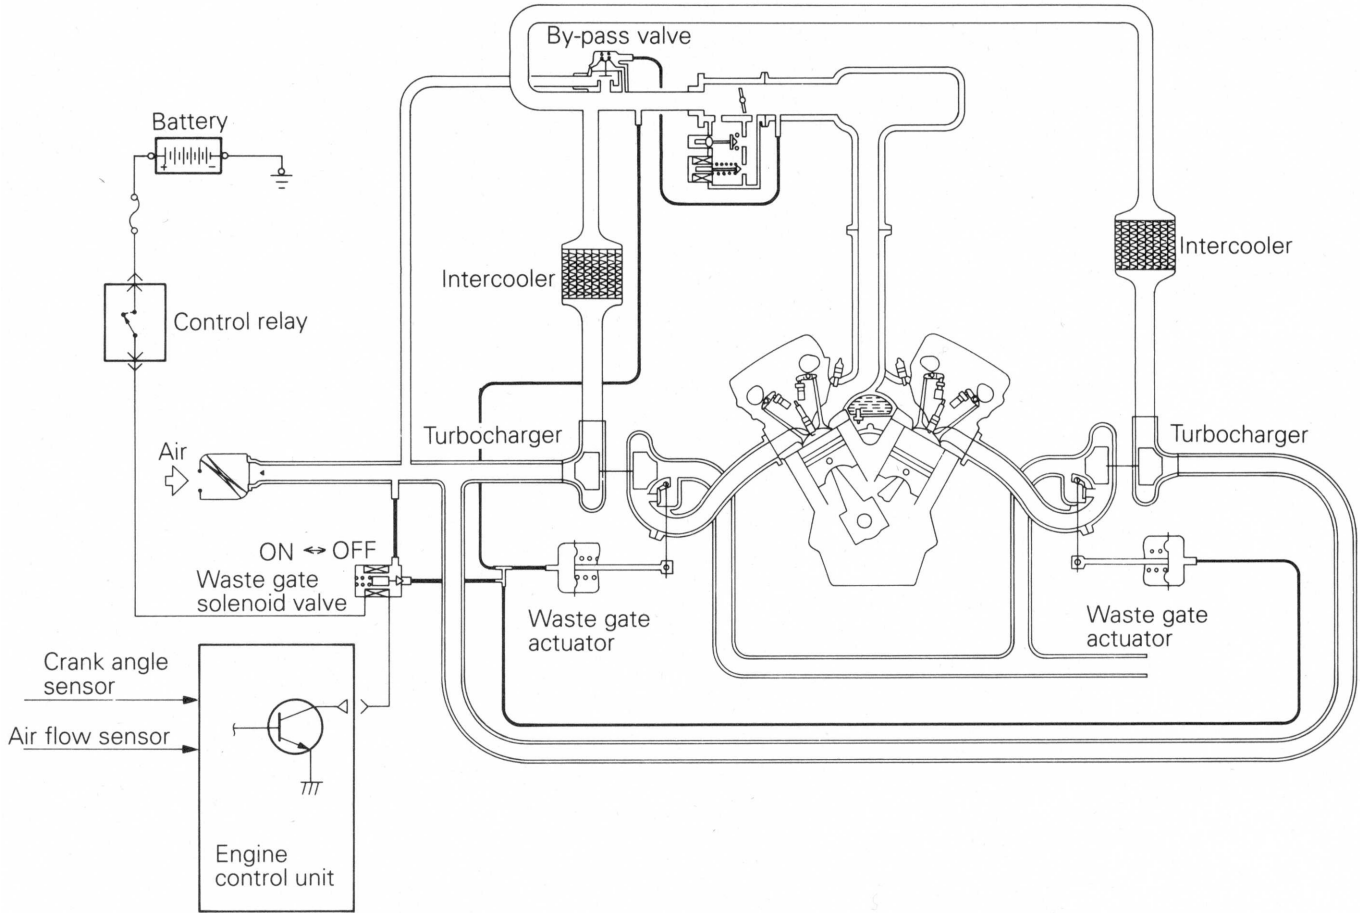 By-pass valve
Battery
+ -
Intercooler
Intercooler
Control relay
Turbocharger
Turbocharger
Air
ON ↔ OFF
Waste gate
solenoid valve
Waste gate
actuator
Waste gate
actuator
Crank angle
sensor
Air flow sensor
Engine
control unit